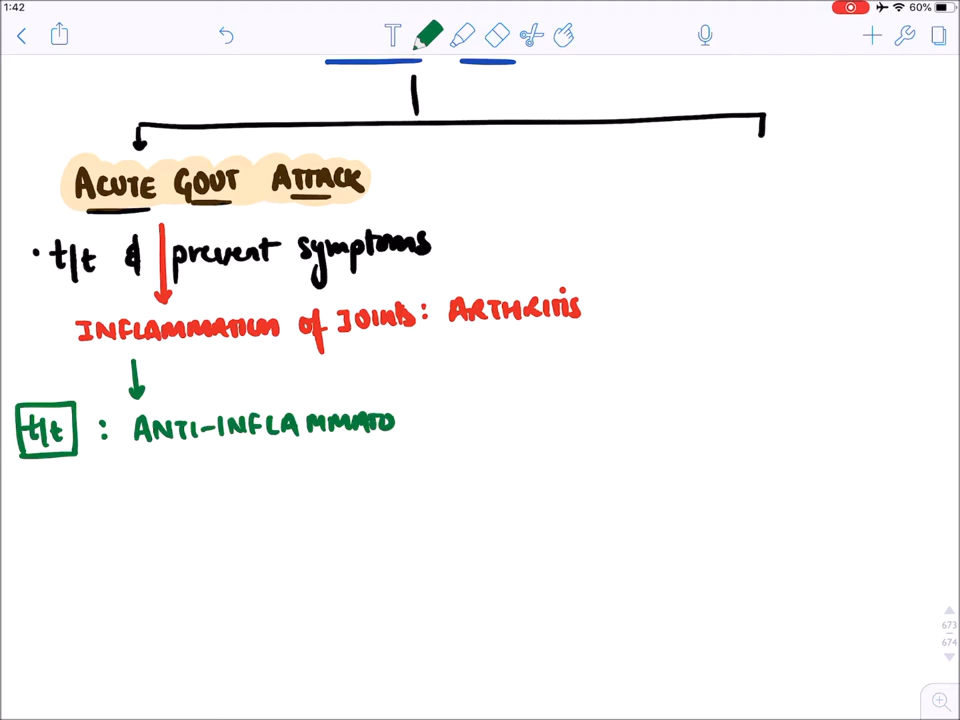 1:42
60%
T
ACUTE GOUT ATTACK
• t/t & prevent symptoms
INFLAMMATION of JOINTS: ARTHRITIS
t/t : ANTI-INFLAMMATO
673
674